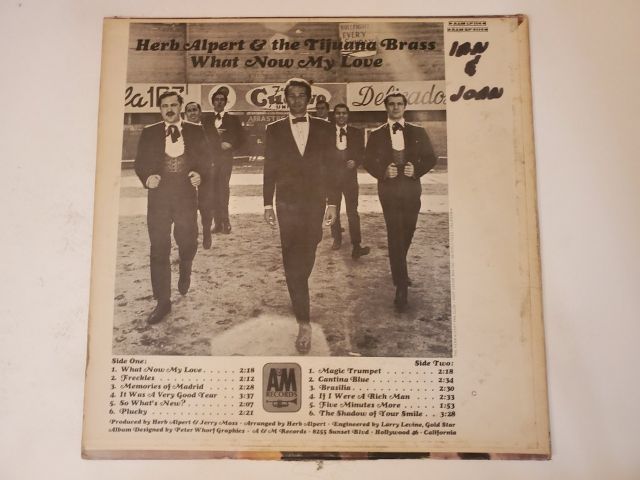 Herb Alpert & the Tijuana Brass
What Now My Love
BULLFIGHT
EVERY
la 107
Gu
vo
Delicados
Ian
&
Joan
Side One:
1. What Now My Love . . . . . 2:18
2. Freckles . . . . . . . . . 2:12
3. Memories of Madrid . . . . 2:28
4. It Was A Very Good Year . . 3:37
5. So What's New? . . . . . . 2:07
6. Plucky . . . . . . . . . . 2:21
A&M
RECORDS
Side Two:
1. Magic Trumpet . . . . . . . 2:18
2. Cantina Blue . . . . . . . 2:34
3. Brasilia . . . . . . . . . 2:30
4. If I Were A Rich Man . . . 2:33
5. Five Minutes More . . . . . 1:53
6. The Shadow of Your Smile . . 3:28
Produced by Herb Alpert & Jerry Moss · Arranged by Herb Alpert · Engineered by Larry Levine, Gold Star
Album Designed by Peter Whorf Graphics · A & M Records · 8255 Sunset Blvd · Hollywood 46 · California